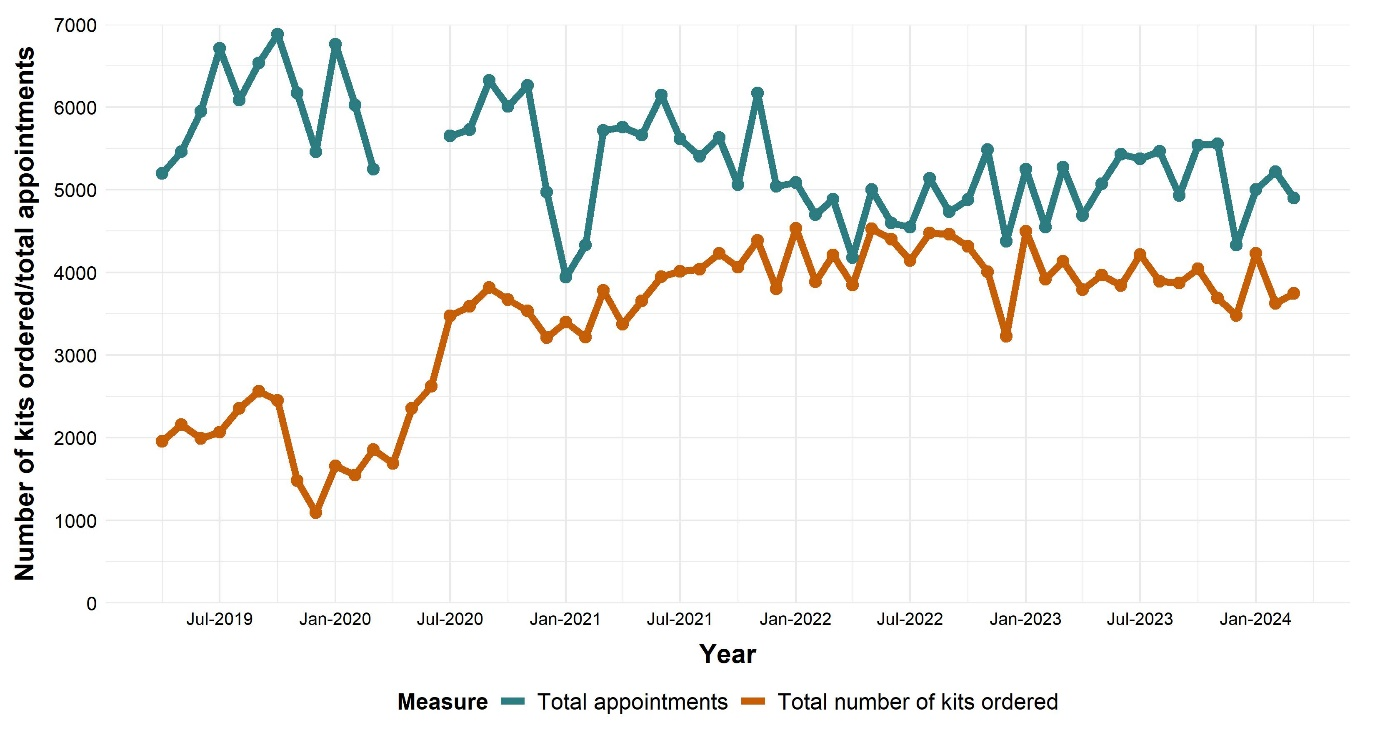 Number of kits ordered/total appointments
7000
6000
5000
4000
3000
2000
1000
0
Jul-2019 Jan-2020 Jul-2020 Jan-2021 Jul-2021 Jan-2022 Jul-2022 Jan-2023 Jul-2023 Jan-2024
Year
Measure Total appointments Total number of kits ordered